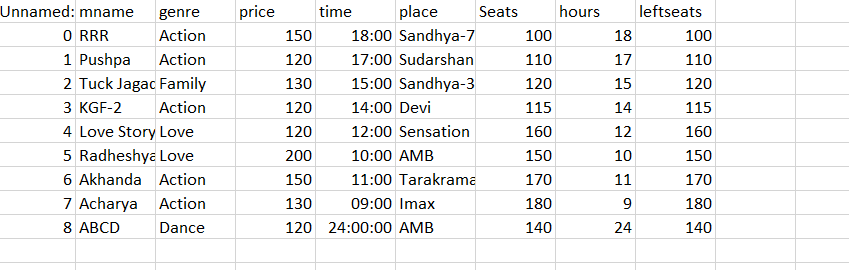 Unnamed: mname genre price time place Seats hours leftseats
0 RRR Action 150 18:00 Sandhya-7 100 18 100
1 Pushpa Action 120 17:00 Sudarshan 110 17 110
2 Tuck Jagad Family 130 15:00 Sandhya-3 120 15 120
3 KGF-2 Action 120 14:00 Devi 115 14 115
4 Love Story Love 120 12:00 Sensation 160 12 160
5 Radheshya Love 200 10:00 AMB 150 10 150
6 Akhanda Action 150 11:00 Tarakrama 170 11 170
7 Acharya Action 130 09:00 Imax 180 9 180
8 ABCD Dance 120 24:00:00 AMB 140 24 140